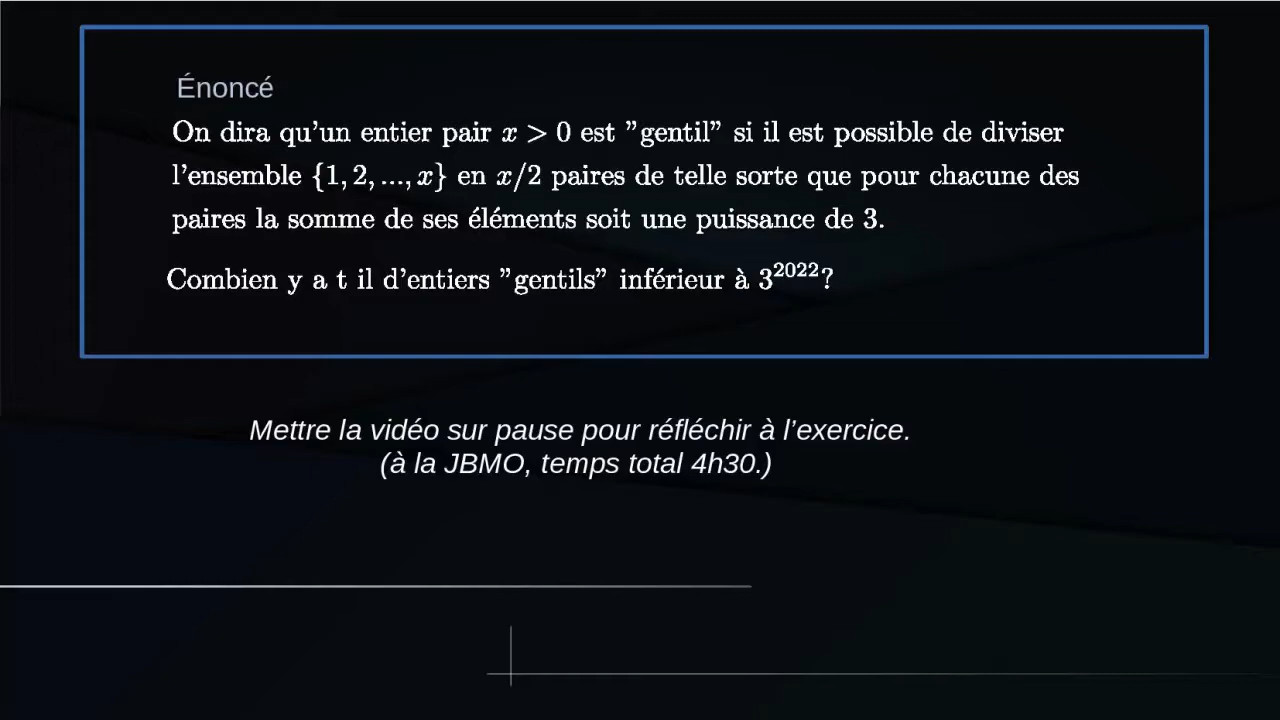 Énoncé
On dira qu'un entier pair x > 0 est "gentil" si il est possible de diviser
l'ensemble {1, 2, ..., x} en x/2 paires de telle sorte que pour chacune des
paires la somme de ses éléments soit une puissance de 3.
Combien y a t il d'entiers "gentils" inférieur à 3^2022?
Mettre la vidéo sur pause pour réfléchir à l'exercice.
(à la JBMO, temps total 4h30.)